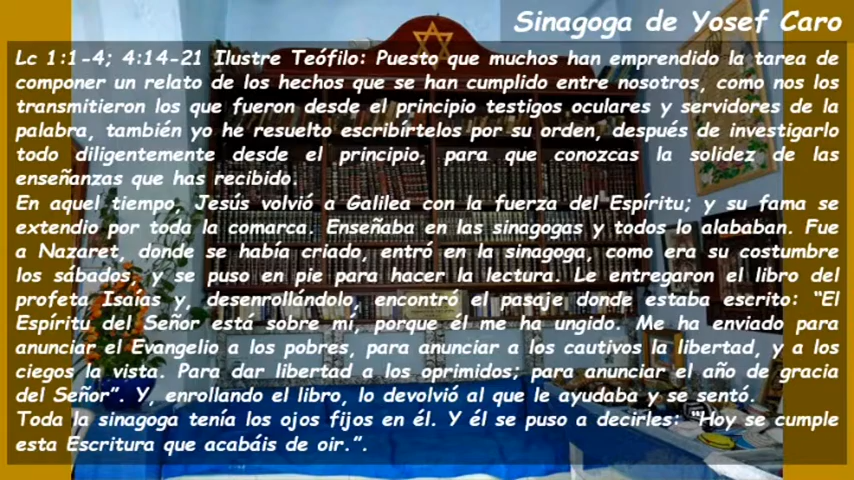 Sinagoga de Yosef Caro
Lc 1:1-4; 4:14-21 Ilustre Teófilo: Puesto que muchos han emprendido la tarea de
componer un relato de los hechos que se han cumplido entre nosotros, como nos los
transmitieron los que fueron desde el principio testigos oculares y servidores de la
palabra, también yo he resuelto escribírtelos por su orden, después de investigarlo
todo diligentemente desde el principio, para que conozcas la solidez de las
enseñanzas que has recibido.
En aquel tiempo, Jesús volvió a Galilea con la fuerza del Espíritu; y su fama se
extendio por toda la comarca. Enseñaba en las sinagogas y todos lo alababan. Fue
a Nazaret, donde se había criado, entró en la sinagoga, como era su costumbre
los sábados, y se puso en pie para hacer la lectura. Le entregaron el libro del
profeta Isaías y, desenrollándolo, encontró el pasaje donde estaba escrito: “El
Espíritu del Señor está sobre mí, porque él me ha ungido. Me ha enviado para
anunciar el Evangelio a los pobres, para anunciar a los cautivos la libertad, y a los
ciegos la vista. Para dar libertad a los oprimidos; para anunciar el año de gracia
del Señor”. Y, enrollando el libro, lo devolvió al que le ayudaba y se sentó.
Toda la sinagoga tenía los ojos fijos en él. Y él se puso a decirles: “Hoy se cumple
esta Escritura que acabáis de oir.”.